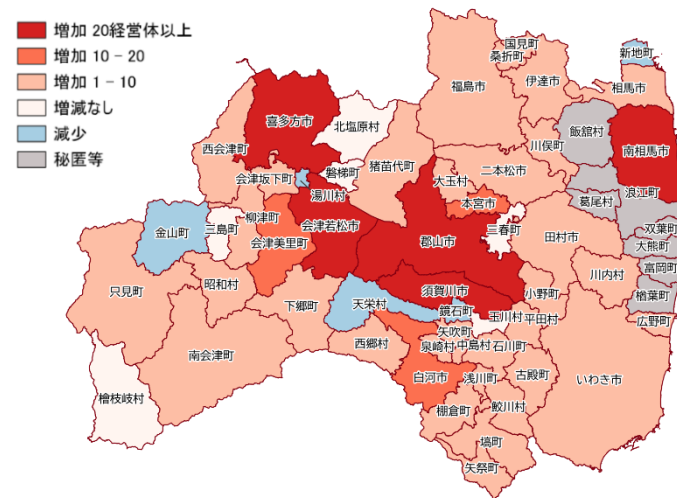 増加 20経営体以上
増加 10 − 20
増加 1 − 10
増減なし
減少
秘匿等
国見町
桑折町
新地町
伊達市
福島市
相馬市
喜多方市
北塩原村
飯舘村
川俣町
西会津町
猪苗代町
南相馬市
磐梯町
二本松市
会津坂下町
大玉村
湯川村
葛尾村
浪江町
本宮市
柳津町
三島町
会津若松市
三春町
金山町
双葉町
会津美里町
郡山市
田村市
大熊町
富岡町
川内村
昭和村
只見町
須賀川市
小野町
楢葉町
下郷町
天栄村
鏡石町
玉川村
平田村
広野町
矢吹町
西郷村
泉崎村
中島村
石川町
南会津町
白河市
浅川町
古殿町
いわき市
檜枝岐村
棚倉町
鮫川村
塙町
矢祭町